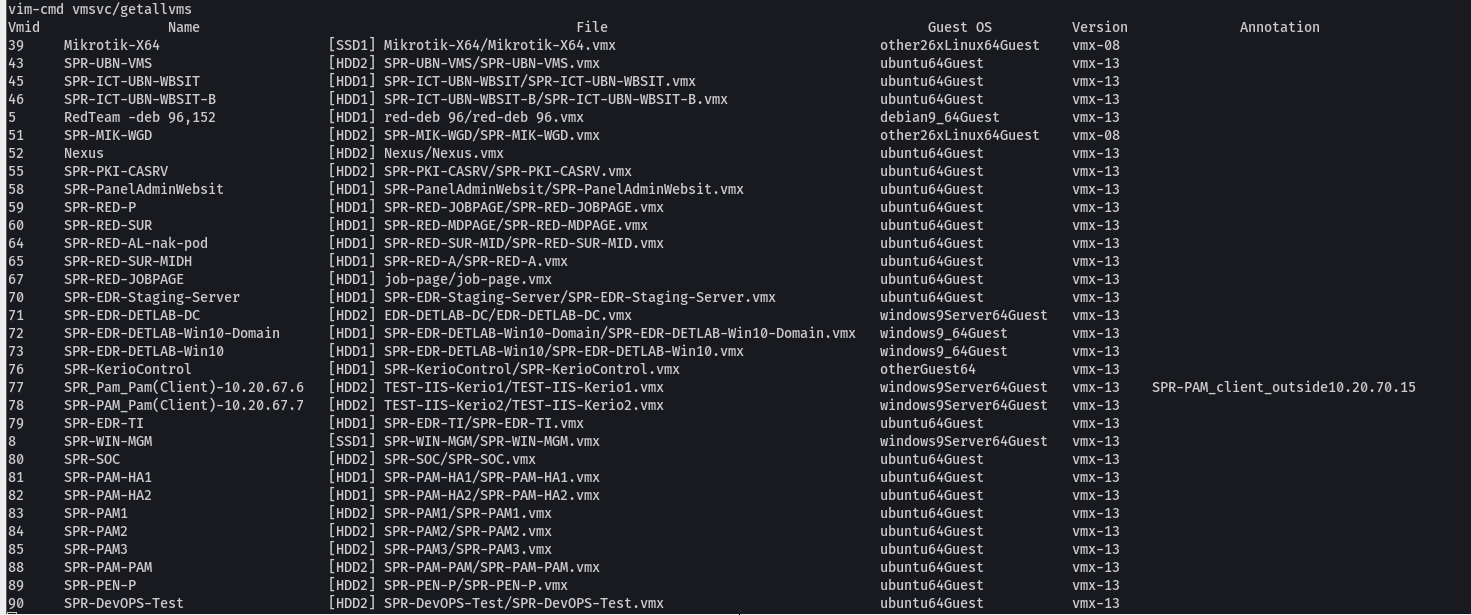 vim-cmd vmsvc/getallvms
Vmid Name File Guest OS Version Annotation
39 Mikrotik-X64 [SSD1] Mikrotik-X64/Mikrotik-X64.vmx other26xLinux64Guest vmx-08
43 SPR-UBN-VMS [HDD2] SPR-UBN-VMS/SPR-UBN-VMS.vmx ubuntu64Guest vmx-13
45 SPR-ICT-UBN-WBSIT [HDD1] SPR-ICT-UBN-WBSIT/SPR-ICT-UBN-WBSIT.vmx ubuntu64Guest vmx-13
46 SPR-ICT-UBN-WBSIT-B [HDD1] SPR-ICT-UBN-WBSIT-B/SPR-ICT-UBN-WBSIT-B.vmx ubuntu64Guest vmx-13
5 RedTeam -deb 96,152 [HDD1] red-deb 96/red-deb 96.vmx debian9_64Guest vmx-13
51 SPR-MIK-WGD [HDD2] SPR-MIK-WGD/SPR-MIK-WGD.vmx other26xLinux64Guest vmx-08
52 Nexus [HDD2] Nexus/Nexus.vmx ubuntu64Guest vmx-13
55 SPR-PKI-CASRV [HDD2] SPR-PKI-CASRV/SPR-PKI-CASRV.vmx ubuntu64Guest vmx-13
58 SPR-PanelAdminWebsit [HDD1] SPR-PanelAdminWebsit/SPR-PanelAdminWebsit.vmx ubuntu64Guest vmx-13
59 SPR-RED-P [HDD1] SPR-RED-JOBPAGE/SPR-RED-JOBPAGE.vmx ubuntu64Guest vmx-13
60 SPR-RED-SUR [HDD1] SPR-RED-MDPAGE/SPR-RED-MDPAGE.vmx ubuntu64Guest vmx-13
64 SPR-RED-AL-nak-pod [HDD1] SPR-RED-SUR-MID/SPR-RED-SUR-MID.vmx ubuntu64Guest vmx-13
65 SPR-RED-SUR-MIDH [HDD1] SPR-RED-A/SPR-RED-A.vmx ubuntu64Guest vmx-13
67 SPR-RED-JOBPAGE [HDD1] job-page/job-page.vmx ubuntu64Guest vmx-13
70 SPR-EDR-Staging-Server [HDD1] SPR-EDR-Staging-Server/SPR-EDR-Staging-Server.vmx ubuntu64Guest vmx-13
71 SPR-EDR-DETLAB-DC [HDD2] EDR-DETLAB-DC/EDR-DETLAB-DC.vmx windows9Server64Guest vmx-13
72 SPR-EDR-DETLAB-Win10-Domain [HDD1] SPR-EDR-DETLAB-Win10-Domain/SPR-EDR-DETLAB-Win10-Domain.vmx windows9_64Guest vmx-13
73 SPR-EDR-DETLAB-Win10 [HDD1] SPR-EDR-DETLAB-Win10/SPR-EDR-DETLAB-Win10.vmx windows9_64Guest vmx-13
76 SPR-KerioControl [HDD1] SPR-KerioControl/SPR-KerioControl.vmx otherGuest64 vmx-13
77 SPR_Pam_Pam(Client)-10.20.67.6 [HDD2] TEST-IIS-Kerio1/TEST-IIS-Kerio1.vmx windows9Server64Guest vmx-13 SPR-PAM_client_outside10.20.70.15
78 SPR-PAM_Pam(Client)-10.20.67.7 [HDD2] TEST-IIS-Kerio2/TEST-IIS-Kerio2.vmx windows9Server64Guest vmx-13
79 SPR-EDR-TI [HDD1] SPR-EDR-TI/SPR-EDR-TI.vmx ubuntu64Guest vmx-13
8 SPR-WIN-MGM [SSD1] SPR-WIN-MGM/SPR-WIN-MGM.vmx windows9Server64Guest vmx-13
80 SPR-SOC [HDD2] SPR-SOC/SPR-SOC.vmx ubuntu64Guest vmx-13
81 SPR-PAM-HA1 [HDD1] SPR-PAM-HA1/SPR-PAM-HA1.vmx ubuntu64Guest vmx-13
82 SPR-PAM-HA2 [HDD1] SPR-PAM-HA2/SPR-PAM-HA2.vmx ubuntu64Guest vmx-13
83 SPR-PAM1 [HDD2] SPR-PAM1/SPR-PAM1.vmx ubuntu64Guest vmx-13
84 SPR-PAM2 [HDD2] SPR-PAM2/SPR-PAM2.vmx ubuntu64Guest vmx-13
85 SPR-PAM3 [HDD2] SPR-PAM3/SPR-PAM3.vmx ubuntu64Guest vmx-13
88 SPR-PAM-PAM [HDD2] SPR-PAM-PAM/SPR-PAM-PAM.vmx ubuntu64Guest vmx-13
89 SPR-PEN-P [HDD2] SPR-PEN-P/SPR-PEN-P.vmx ubuntu64Guest vmx-13
90 SPR-DevOPS-Test [HDD2] SPR-DevOPS-Test/SPR-DevOPS-Test.vmx ubuntu64Guest vmx-13